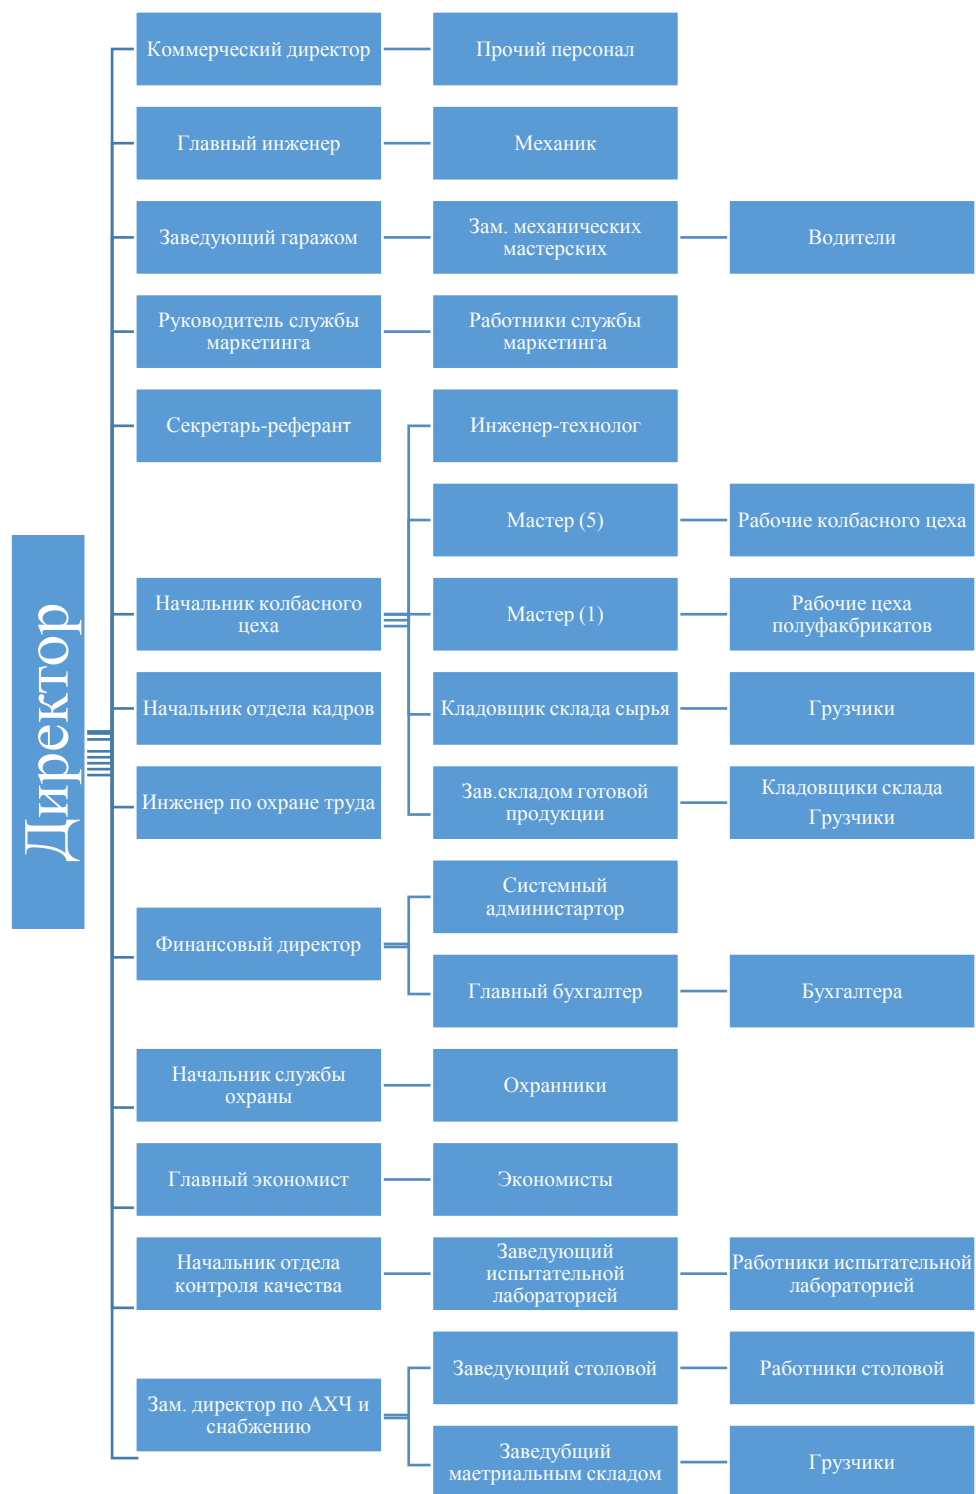 Директор
Коммерческий директор
Прочий персонал
Главный инженер
Механик
Заведующий гаражом
Зам. механических
мастерских
Водители
Руководитель службы
маркетинга
Работники службы
маркетинга
Секретарь-референт
Начальник колбасного
цеха
Инженер-технолог
Мастер (5)
Рабочие колбасного цеха
Мастер (1)
Рабочие цеха
полуфакбрикатов
Кладовщик склада сырья
Грузчики
Зав.складом готовой
продукции
Кладовщики склада
Грузчики
Начальник отдела кадров
Инженер по охране труда
Финансовый директор
Системный
администартор
Главный бухгалтер
Бухгалтера
Начальник службы
охраны
Охранники
Главный экономист
Экономисты
Начальник отдела
контроля качества
Заведующий
испытательной
лабораторией
Работники испытательной
лабораторией
Зам. директор по АХЧ и
снабжению
Заведующий столовой
Работники столовой
Заведубщий
маетриальным складом
Грузчики